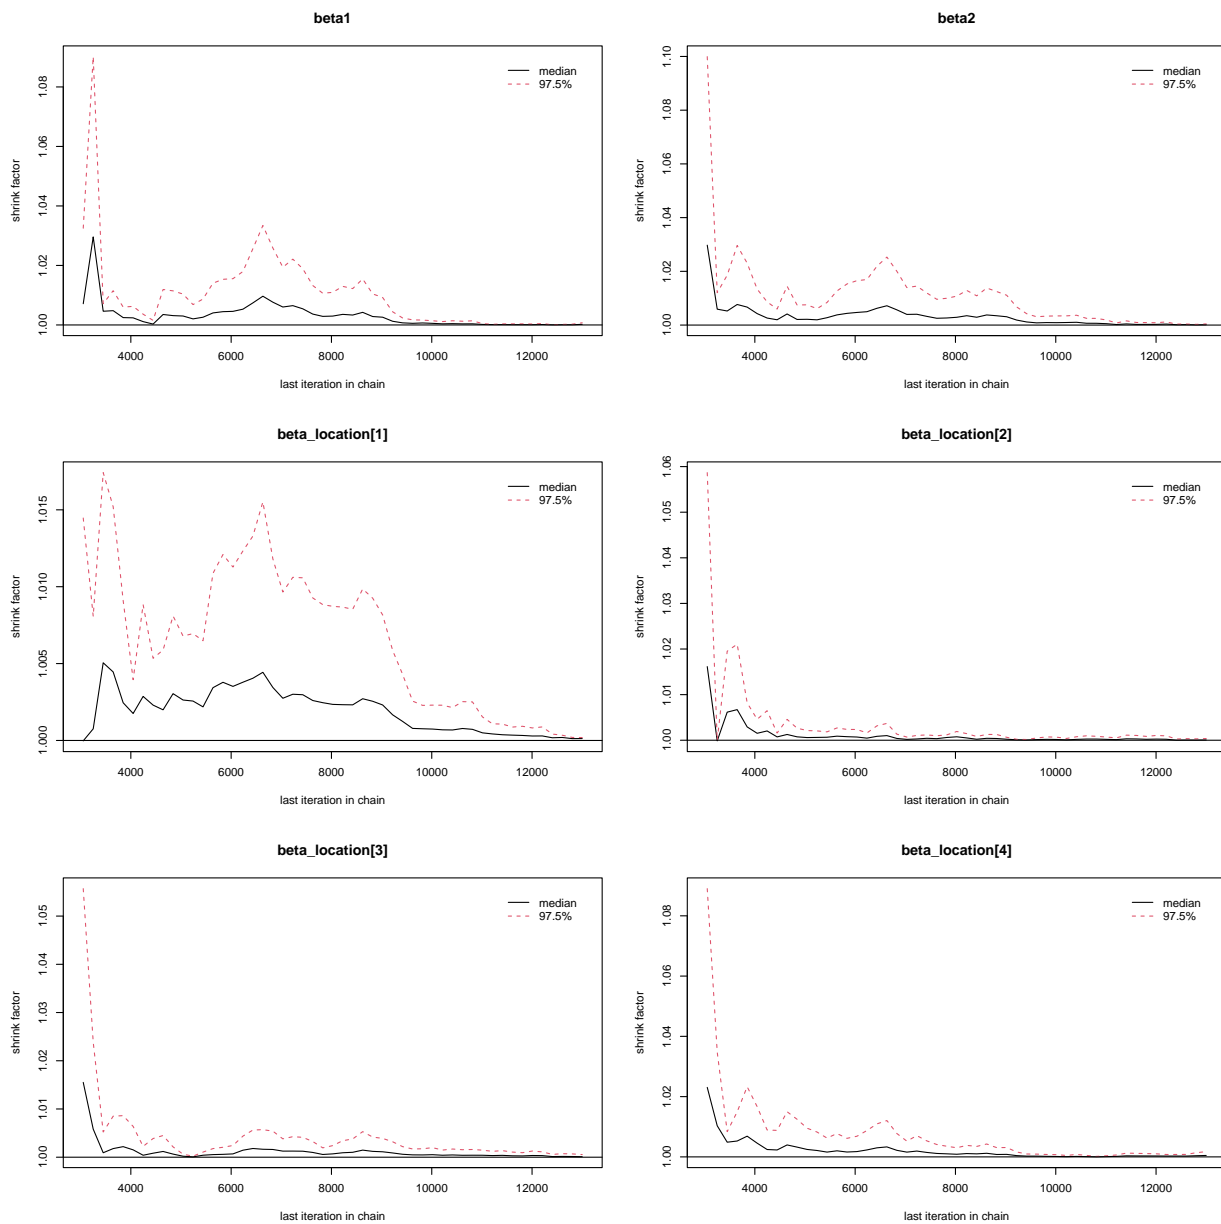 beta1
median
97.5%
shrink factor
1.00 1.02 1.04 1.06 1.08
4000 6000 8000 10000 12000
last iteration in chain
beta2
median
97.5%
shrink factor
1.00 1.02 1.04 1.06 1.08 1.10
4000 6000 8000 10000 12000
last iteration in chain
beta_location[1]
median
97.5%
shrink factor
1.000 1.005 1.010 1.015
4000 6000 8000 10000 12000
last iteration in chain
beta_location[2]
median
97.5%
shrink factor
1.00 1.01 1.02 1.03 1.04 1.05 1.06
4000 6000 8000 10000 12000
last iteration in chain
beta_location[3]
median
97.5%
shrink factor
1.00 1.01 1.02 1.03 1.04 1.05
4000 6000 8000 10000 12000
last iteration in chain
beta_location[4]
median
97.5%
shrink factor
1.00 1.02 1.04 1.06 1.08
4000 6000 8000 10000 12000
last iteration in chain